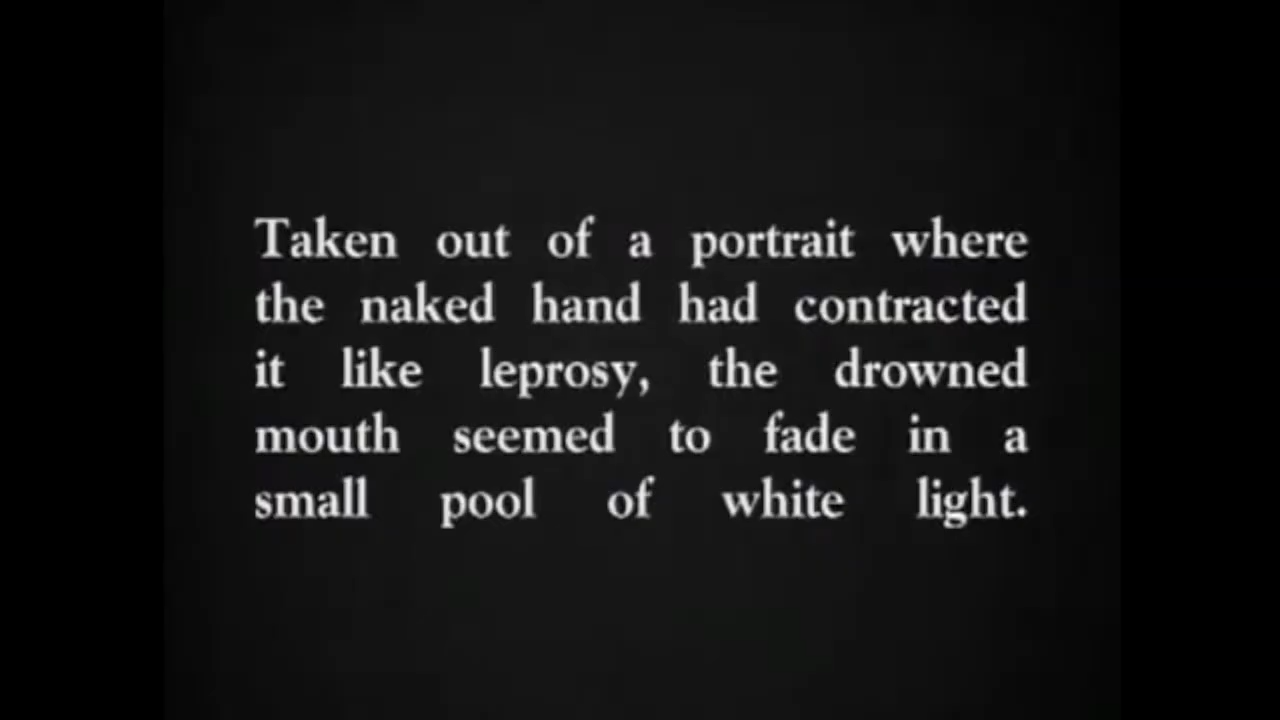 Taken out of a portrait where
the naked hand had contracted
it like leprosy, the drowned
mouth seemed to fade in a
small pool of white light.